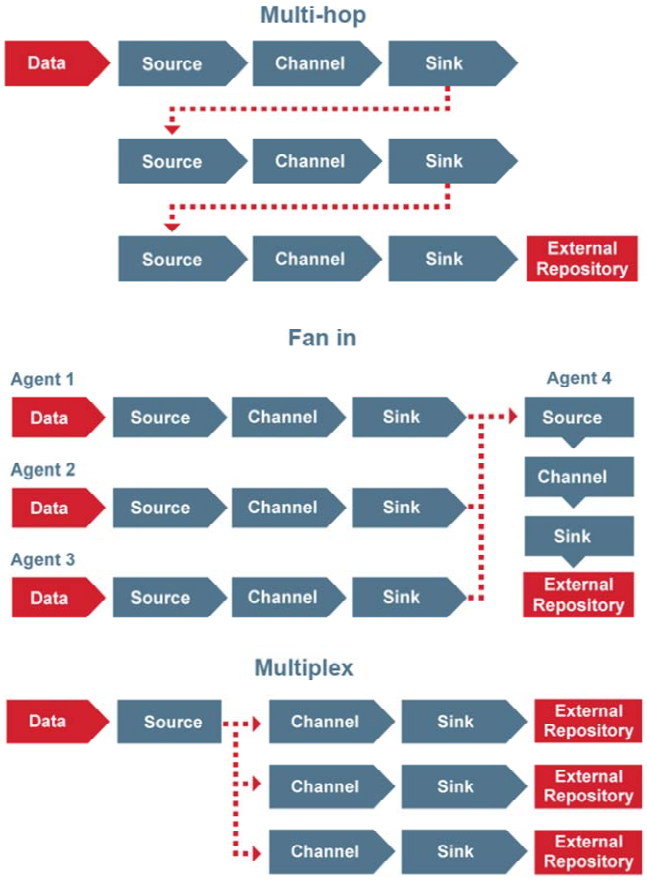 Multi-hop
Data
Source
Channel
Sink
Source
Channel
Sink
Source
Channel
Sink
External
Repository
Fan in
Agent 1
Data
Source
Channel
Sink
Agent 2
Data
Source
Channel
Sink
Agent 3
Data
Source
Channel
Sink
Agent 4
Source
Channel
Sink
External
Repository
Multiplex
Data
Source
Channel
Sink
External
Repository
Channel
Sink
External
Repository
Channel
Sink
External
Repository